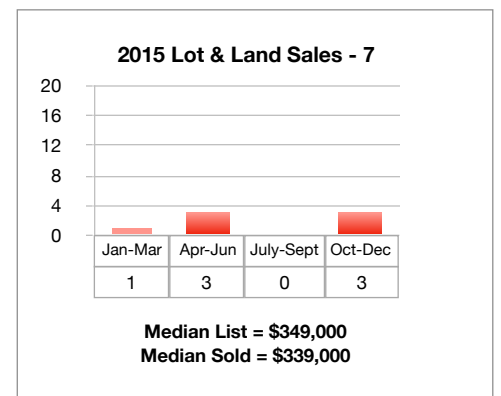 2015 Lot & Land Sales - 7
20
16
12
8
4
0
Jan-Mar Apr-Jun July-Sept Oct-Dec
1 3 0 3
Median List = $349,000
Median Sold = $339,000